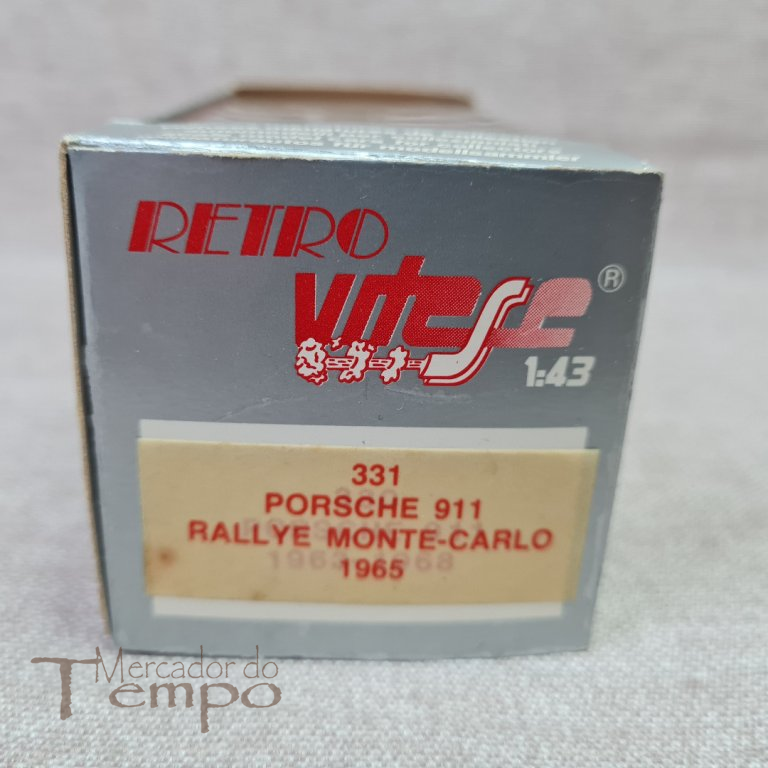 RETRO
Vitesse ®
1:43
331
PORSCHE 911
RALLYE MONTE-CARLO
1965
Mercador do
Tempo